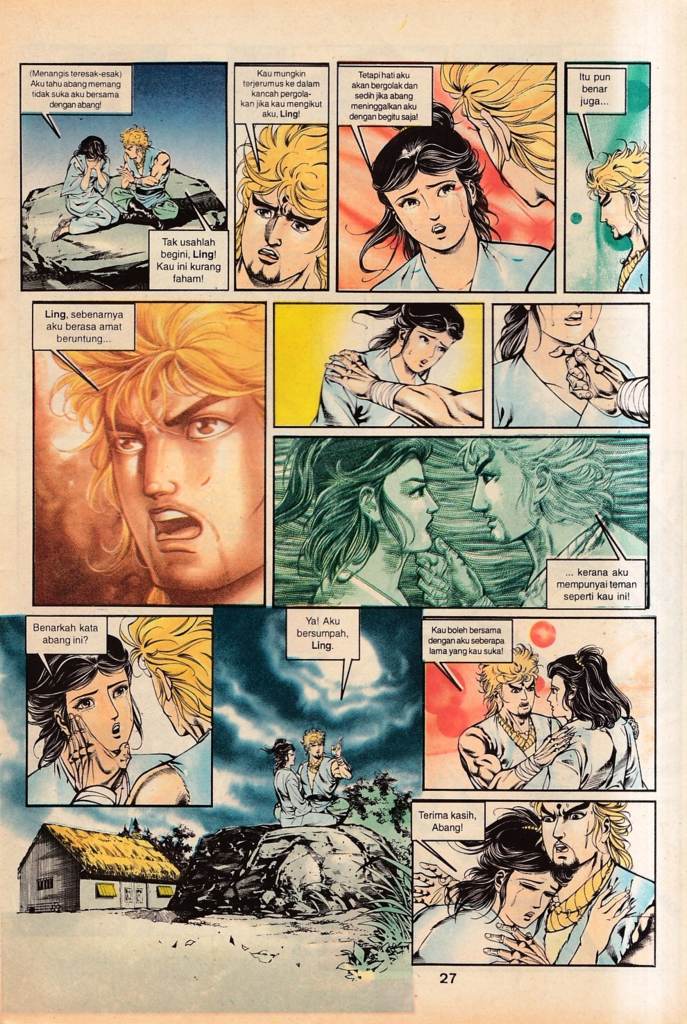 (Menangis teresak-esak)
Aku tahu abang memang
tidak suka aku bersama
dengan abang!
Tak usahlah
begini, Ling!
Kau ini kurang
faham!
Kau mungkin
terjerumus ke dalam
kancah pergola-
kan jika kau mengikut
aku, Ling!
Tetapi hati aku
akan bergolak dan
sedih jika abang
meninggalkan aku
dengan begitu saja!
Itu pun
benar
juga...
Ling, sebenarnya
aku berasa amat
beruntung...
... kerana aku
mempunyai teman
seperti kau ini!
Benarkah kata
abang ini?
Ya! Aku
bersumpah,
Ling.
Kau boleh bersama
dengan aku seberapa
lama yang kau suka!
Terima kasih,
Abang!
27